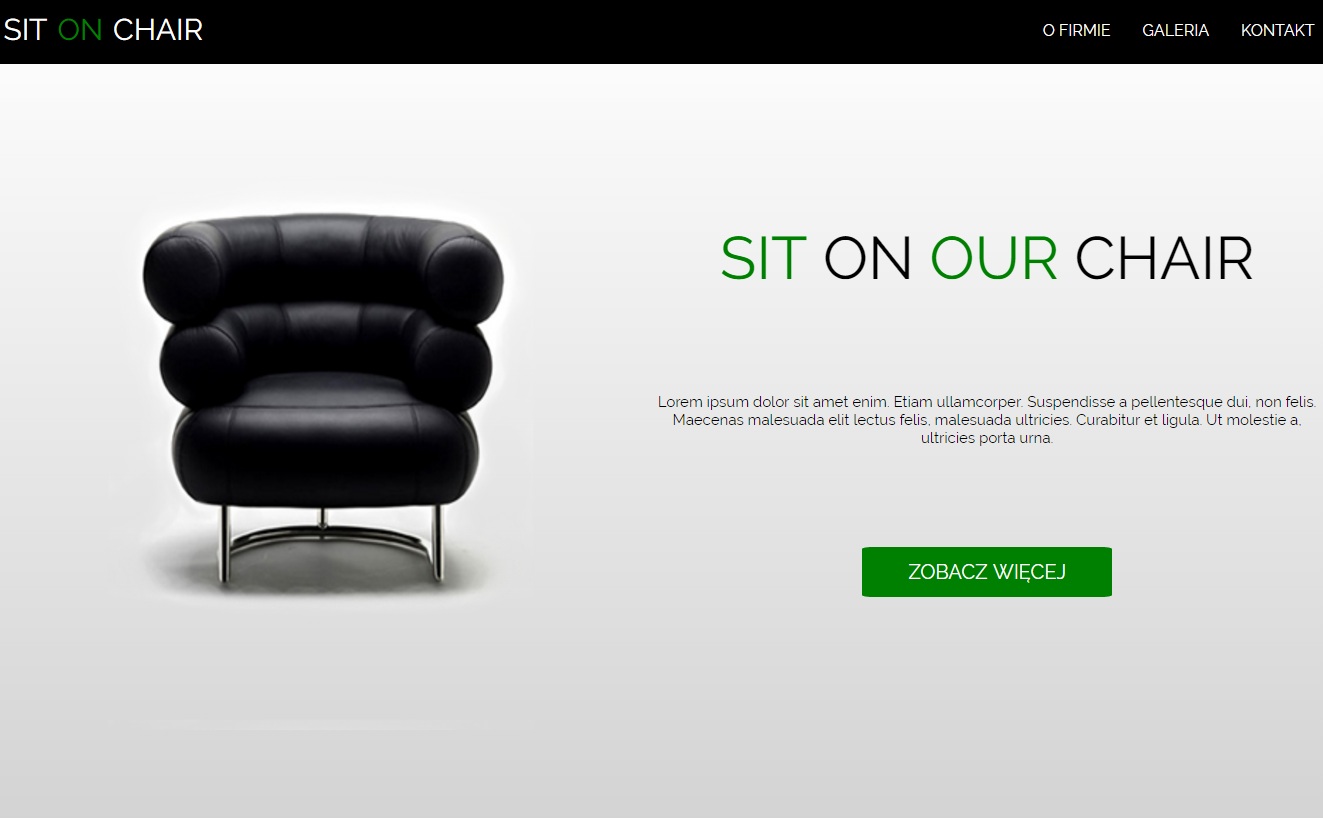 SIT ON CHAIR
O FIRMIE GALERIA KONTAKT
SIT ON OUR CHAIR
Lorem ipsum dolor sit amet enim. Etiam ullamcorper. Suspendisse a pellentesque dui, non felis.
Maecenas malesuada elit lectus felis, malesuada ultricies. Curabitur et ligula. Ut molestie a,
ultricies porta urna.
ZOBACZ WIĘCEJ